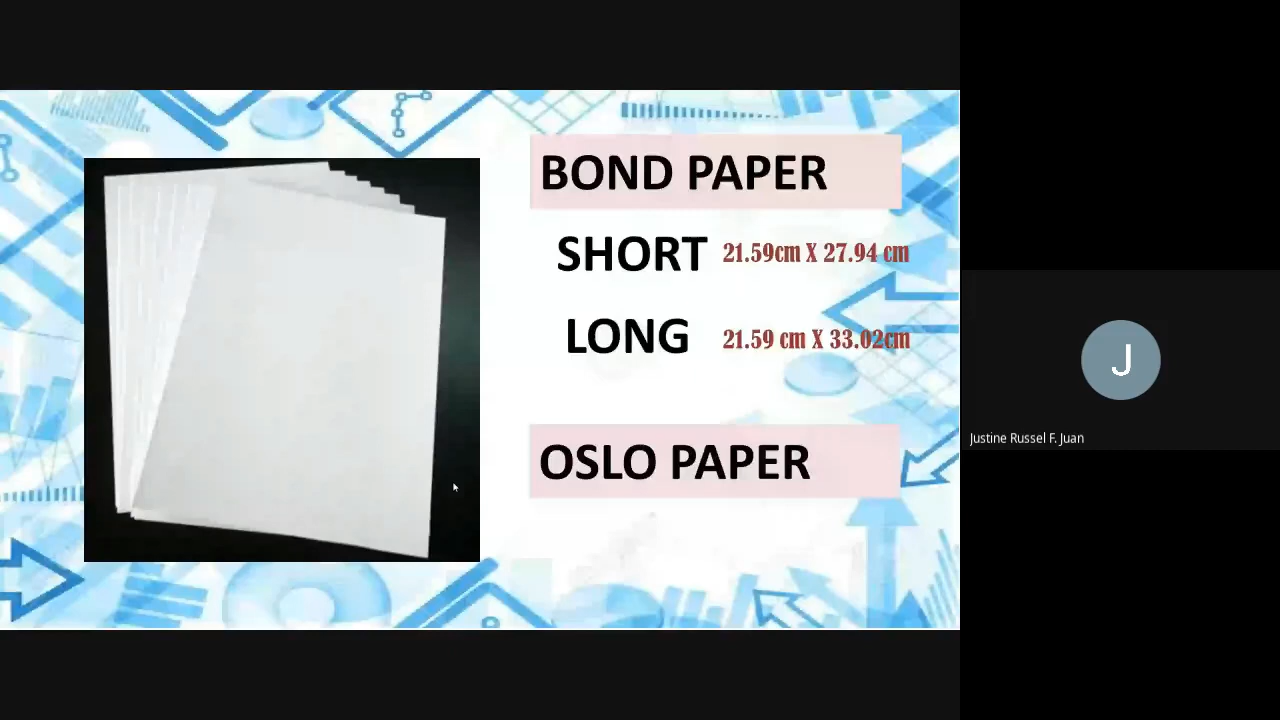 BOND PAPER
SHORT 21.59cm X 27.94 cm
LONG 21.59 cm X 33.02cm
OSLO PAPER
J
Justine Russel F. Juan